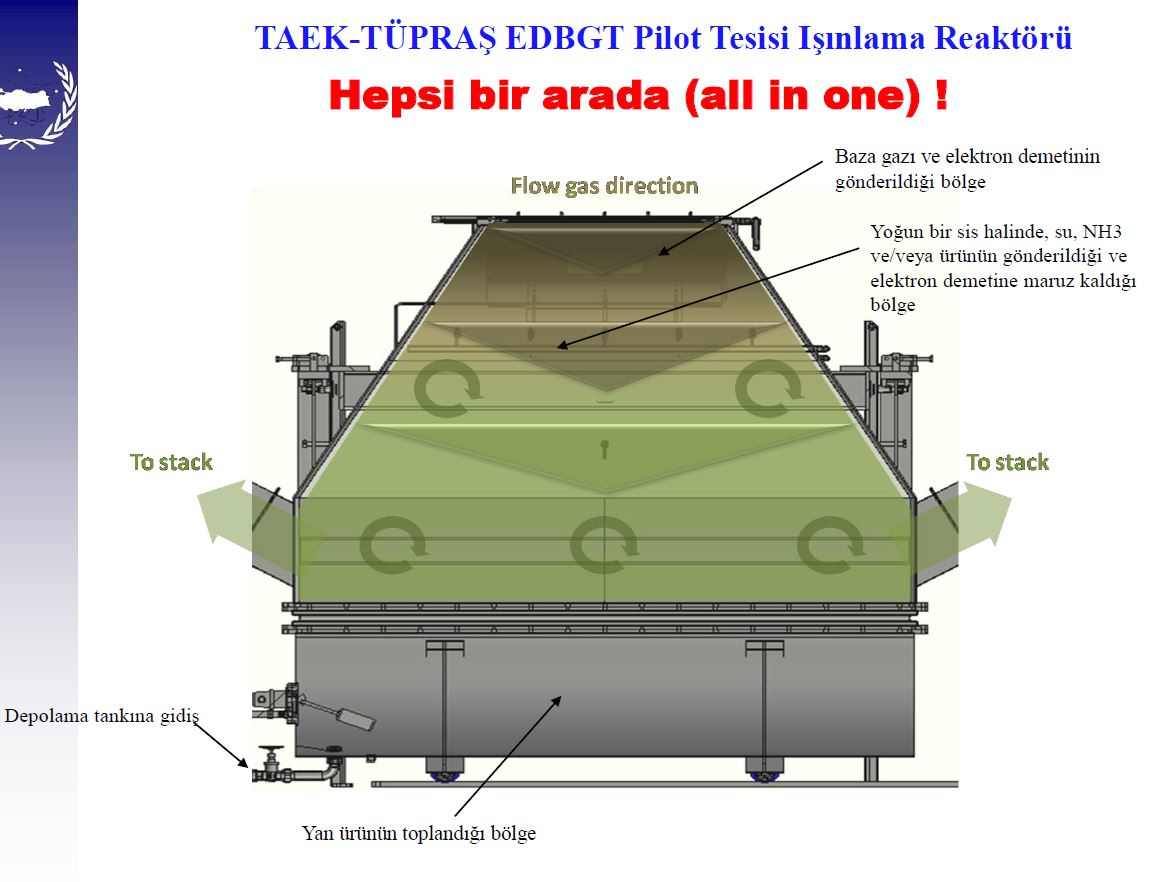 TAEK-TÜPRAŞ EDBGT Pilot Tesisi Işınlama Reaktörü
Hepsi bir arada (all in one) !
Baza gazı ve elektron demetinin
gönderildiği bölge
Flow gas direction
Yoğun bir sis halinde, su, NH3
ve/veya ürünün gönderildiği ve
elektron demetine maruz kaldığı
bölge
To stack
To stack
Depolama tankına gidiş
Yan ürünün toplandığı bölge